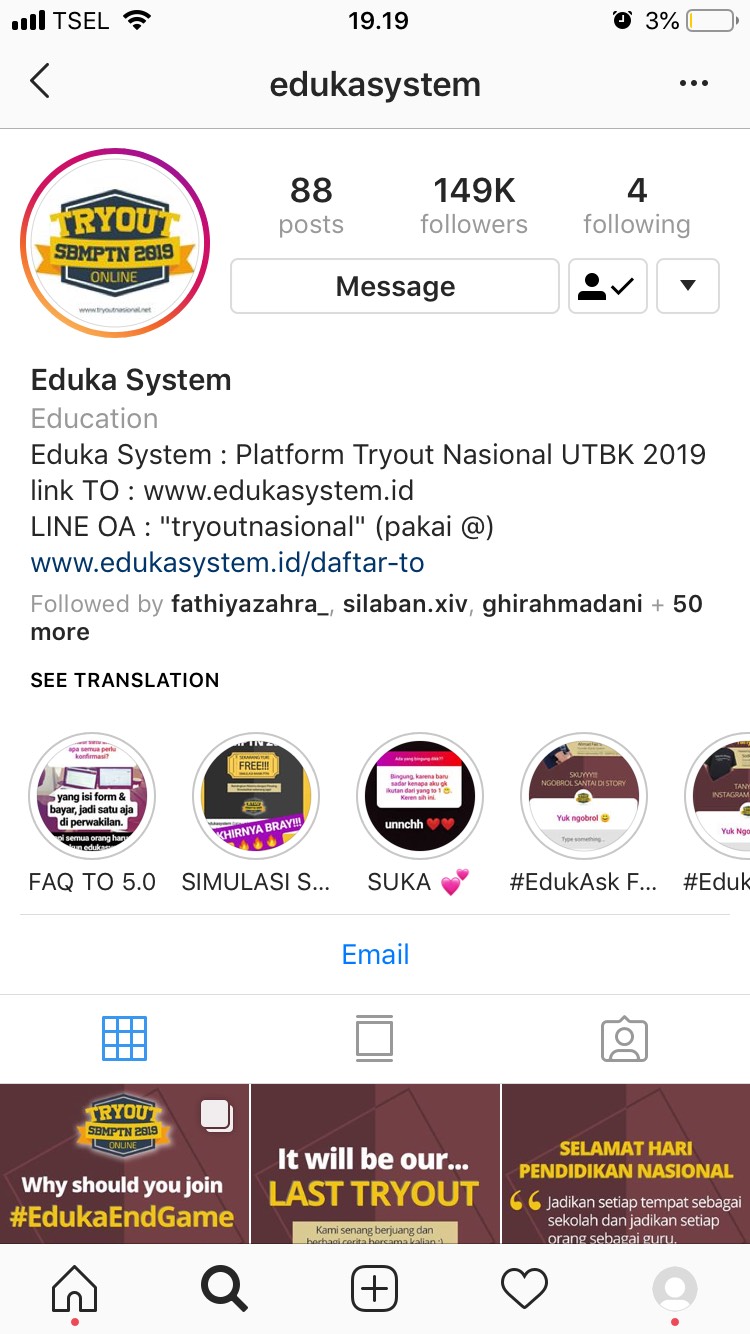 TSEL
19.19
3%
edukasystem
TRYOUT
SBMPTN 2019
ONLINE
www.tryoutnasional.net
88
posts
149K
followers
4
following
Message
Eduka System
Education
Eduka System : Platform Tryout Nasional UTBK 2019
link TO : www.edukasystem.id
LINE OA : "tryoutnasional" (pakai @)
www.edukasystem.id/daftar-to
Followed by fathiyazahra_, silaban.xiv, ghirahmadani + 50
more
SEE TRANSLATION
apa semua perlu
konfirmasi?
yang isi form &
bayar, jadi satu aja
di perwakilan.
FREE!!!
KHIRNYA BRAY!!!
Bingung, karena baru
sadar kenapa aku gk
ikutan dari yang to 1
Keren sih ini.
unnchh ❤️❤️
SKUYYY!!
NGOBROL SANTAI DI STORY
Yuk ngobrol 😄
Type something...
TANY
INSTAGRAM
Yuk Ngo
FAQ TO 5.0
SIMULASI S...
SUKA 💕
#EdukAsk F...
#Eduk
Email
TRYOUT
SBMPTN 2019
ONLINE
Why should you join
#EdukaEndGame
It will be our...
LAST TRYOUT
Kami senang berjuang dan
berbagi cerita bersama kalian :)
SELAMAT HARI
PENDIDIKAN NASIONAL
“ Jadikan setiap tempat sebagai
sekolah dan jadikan setiap
orang sebagai guru.